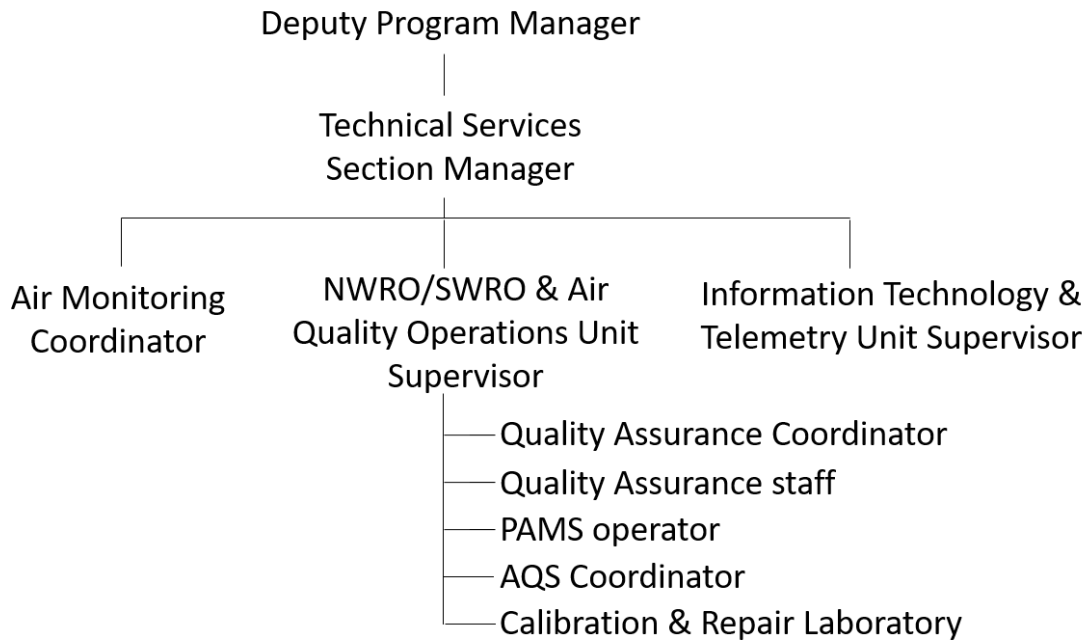 Deputy Program Manager
Technical Services
Section Manager
Air Monitoring
Coordinator
NWRO/SWRO & Air
Quality Operations Unit
Supervisor
Information Technology &
Telemetry Unit Supervisor
Quality Assurance Coordinator
Quality Assurance staff
PAMS operator
AQS Coordinator
Calibration & Repair Laboratory